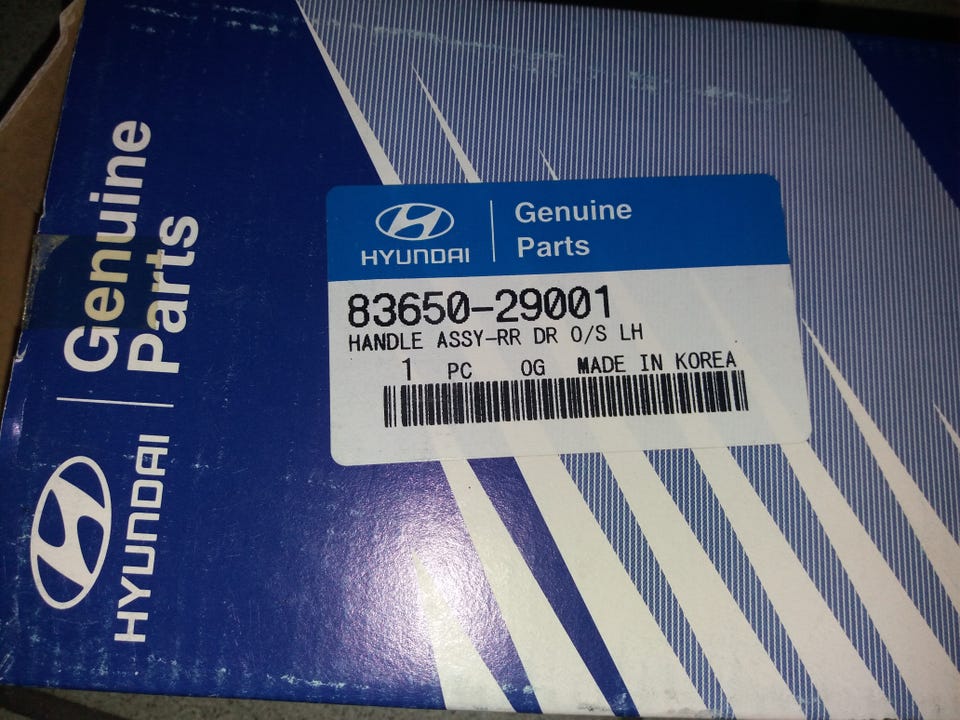 Genuine
Parts
HYUNDAI
HYUNDAI
Genuine
Parts
83650-29001
HANDLE ASSY-RR DR O/S LH
1 PC OG MADE IN KOREA